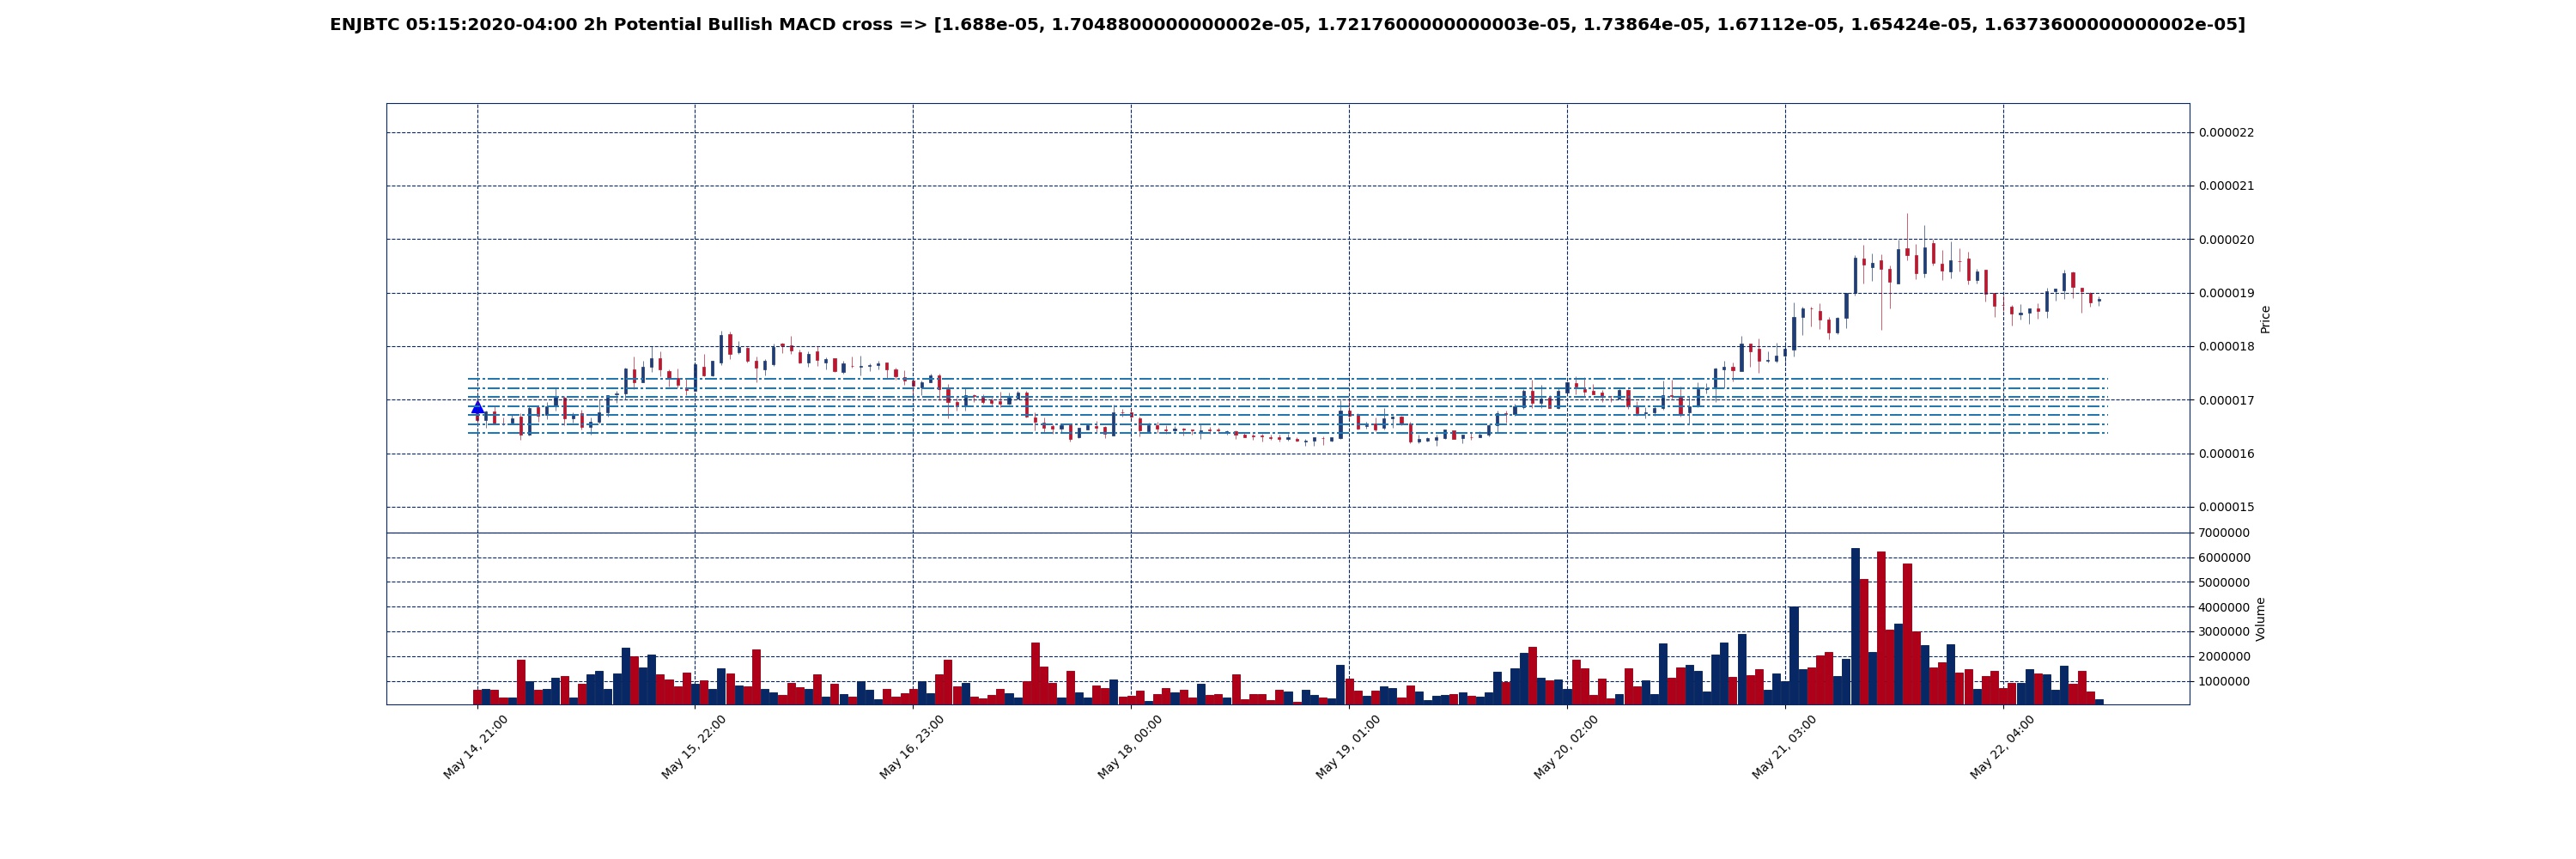 ENJBTC 05:15:2020-04:00 2h Potential Bullish MACD cross => [1.688e-05, 1.7048800000000002e-05, 1.7217600000000003e-05, 1.73864e-05, 1.67112e-05, 1.65424e-05, 1.6373600000000002e-05]
0.000022
0.000021
0.000020
0.000019
0.000018
0.000017
0.000016
0.000015
Price
7000000
6000000
5000000
4000000
3000000
2000000
1000000
Volume
May 14, 21:00
May 15, 22:00
May 16, 23:00
May 18, 00:00
May 19, 01:00
May 20, 02:00
May 21, 03:00
May 22, 04:00